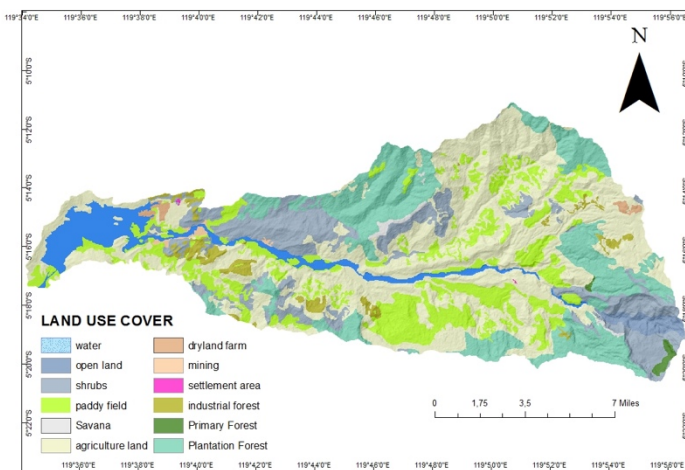 119°34'0"E 119°36'0"E 119°38'0"E 119°40'0"E 119°42'0"E 119°44'0"E 119°46'0"E 119°48'0"E 119°50'0"E 119°52'0"E 119°54'0"E 119°56'0"E
N
5°10'0"S
5°12'0"S
5°14'0"S
5°16'0"S
5°18'0"S
5°20'0"S
5°22'0"S
LAND USE COVER
water
open land
shrubs
paddy field
Savana
agriculture land
dryland farm
mining
settlement area
industrial forest
Primary Forest
Plantation Forest
0 1,75 3,5 7 Miles
119°36'0"E 119°38'0"E 119°40'0"E 119°42'0"E 119°44'0"E 119°46'0"E 119°48'0"E 119°50'0"E 119°52'0"E 119°54'0"E 119°56'0"E